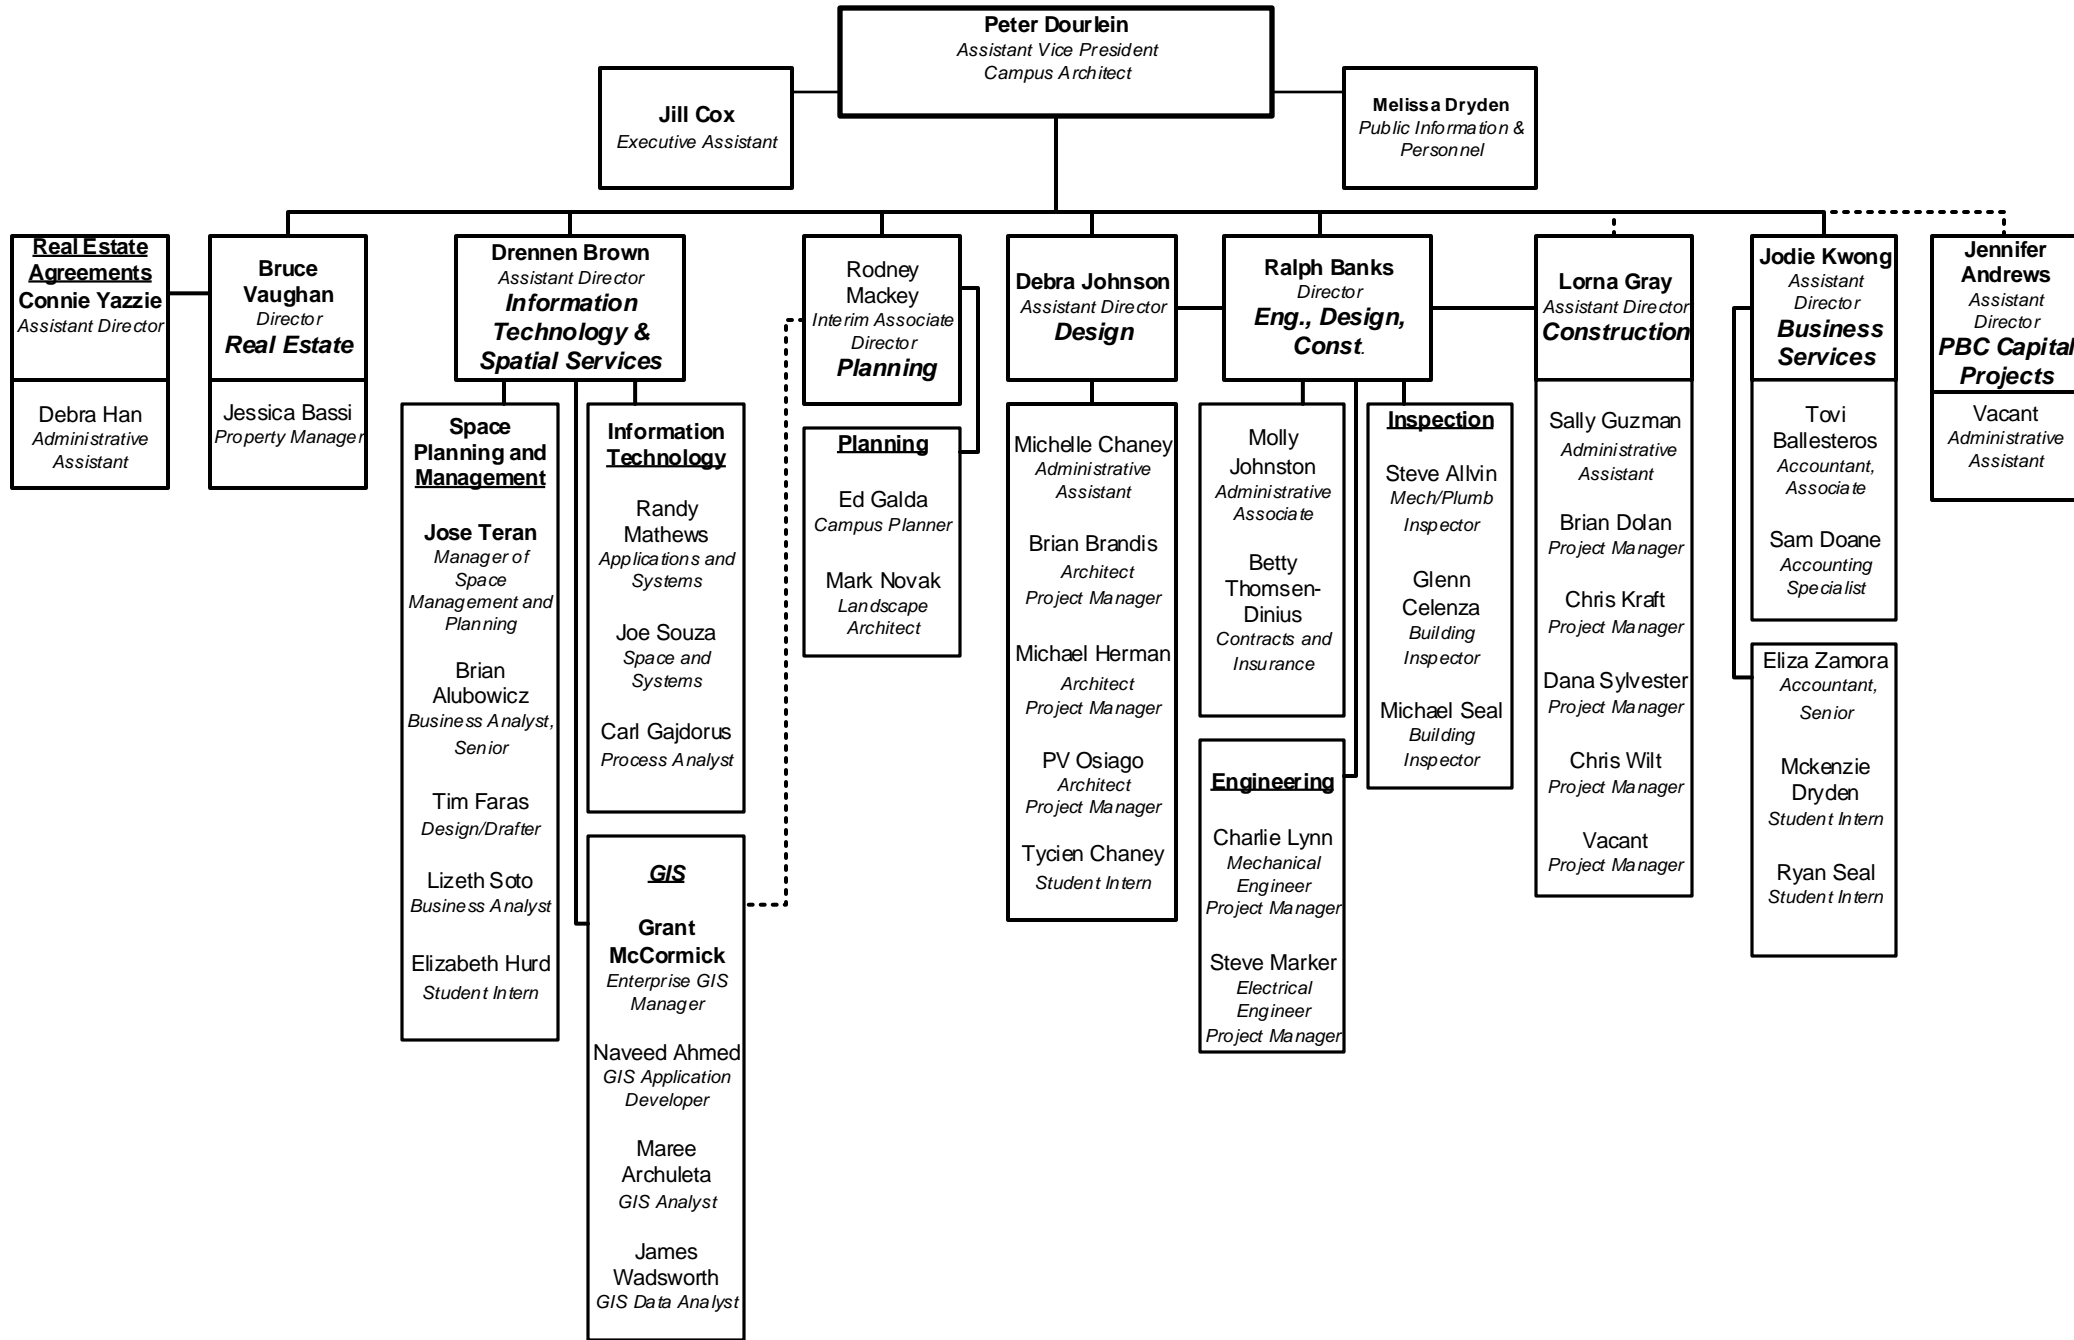 Peter Dourlein
Assistant Vice President
Campus Architect
Jill Cox
Executive Assistant
Melissa Dryden
Public Information &
Personnel
Real Estate
Agreements
Connie Yazzie
Assistant Director
Debra Han
Administrative
Assistant
Bruce
Vaughan
Director
Real Estate
Jessica Bassi
Property Manager
Drennen Brown
Assistant Director
Information
Technology &
Spatial Services
Space
Planning and
Management
Jose Teran
Manager of
Space
Management and
Planning
Brian
Alubowicz
Business Analyst,
Senior
Tim Faras
Design/Drafter
Lizeth Soto
Business Analyst
Elizabeth Hurd
Student Intern
Information
Technology
Randy
Mathews
Applications and
Systems
Joe Souza
Space and
Systems
Carl Gajdorus
Process Analyst
GIS
Grant
McCormick
Enterprise GIS
Manager
Naveed Ahmed
GIS Application
Developer
Maree
Archuleta
GIS Analyst
James
Wadsworth
GIS Data Analyst
Rodney
Mackey
Interim Associate
Director
Planning
Planning
Ed Galda
Campus Planner
Mark Novak
Landscape
Architect
Debra Johnson
Assistant Director
Design
Michelle Chaney
Administrative
Assistant
Brian Brandis
Architect
Project Manager
Michael Herman
Architect
Project Manager
PV Osiago
Architect
Project Manager
Tycien Chaney
Student Intern
Ralph Banks
Director
Eng., Design,
Const.
Molly
Johnston
Administrative
Associate
Betty
Thomsen-
Dinius
Contracts and
Insurance
Engineering
Charlie Lynn
Mechanical
Engineer
Project Manager
Steve Marker
Electrical
Engineer
Project Manager
Inspection
Steve Allvin
Mech/Plumb
Inspector
Glenn
Celenza
Building
Inspector
Michael Seal
Building
Inspector
Lorna Gray
Assistant Director
Construction
Sally Guzman
Administrative
Assistant
Brian Dolan
Project Manager
Chris Kraft
Project Manager
Dana Sylvester
Project Manager
Chris Wilt
Project Manager
Vacant
Project Manager
Jodie Kwong
Assistant
Director
Business
Services
Tovi
Ballesteros
Accountant,
Associate
Sam Doane
Accounting
Specialist
Eliza Zamora
Accountant,
Senior
Mckenzie
Dryden
Student Intern
Ryan Seal
Student Intern
Jennifer
Andrews
Assistant
Director
PBC Capital
Projects
Vacant
Administrative
Assistant